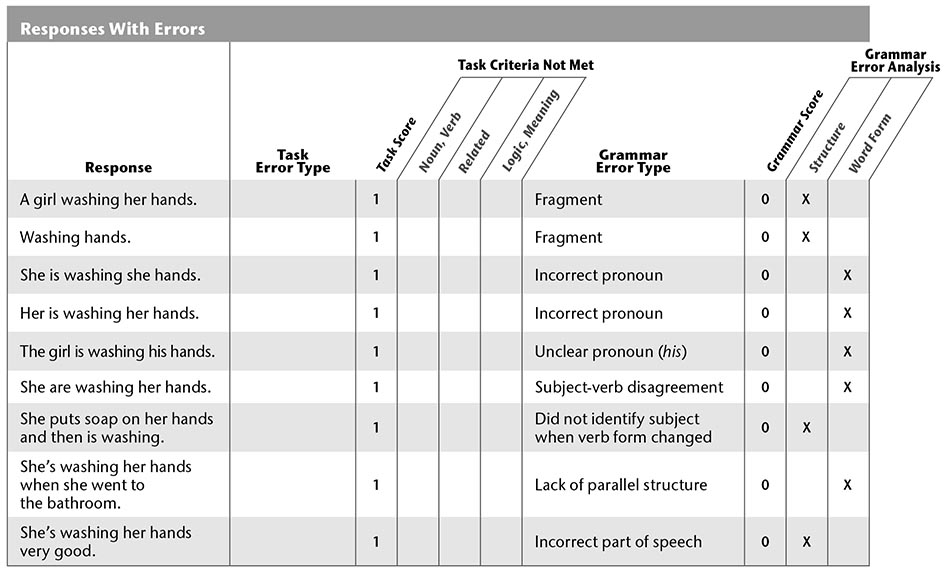 Responses With Errors
Task Criteria Not Met
Grammar
Error Analysis
Response
Task
Error Type
Task Score
Noun, Verb
Related
Logic, Meaning
Grammar
Error Type
Grammar Score
Structure
Word Form
A girl washing her hands. 1 Fragment 0 X
Washing hands. 1 Fragment 0 X
She is washing she hands. 1 Incorrect pronoun 0 X
Her is washing her hands. 1 Incorrect pronoun 0 X
The girl is washing his hands. 1 Unclear pronoun (his) 0 X
She are washing her hands. 1 Subject-verb disagreement 0 X
She puts soap on her hands
and then is washing.
1
Did not identify subject
when verb form changed
0 X
She’s washing her hands
when she went to
the bathroom.
1 Lack of parallel structure 0 X
She’s washing her hands
very good.
1 Incorrect part of speech 0 X